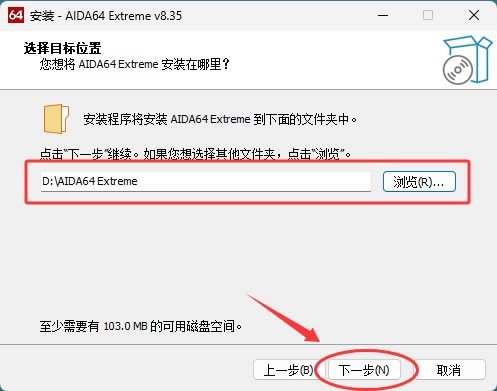 64 安装 - AIDA64 Extreme v8.35
选择目标位置
您想将 AIDA64 Extreme 安装在哪里？
安装程序将安装 AIDA64 Extreme 到下面的文件夹中。
点击“下一步”继续。如果您想选择其他文件夹，点击“浏览”。
D:\AIDA64 Extreme
浏览(R)...
至少需要有 103.0 MB 的可用磁盘空间。
上一步(B) 下一步(N) 取消